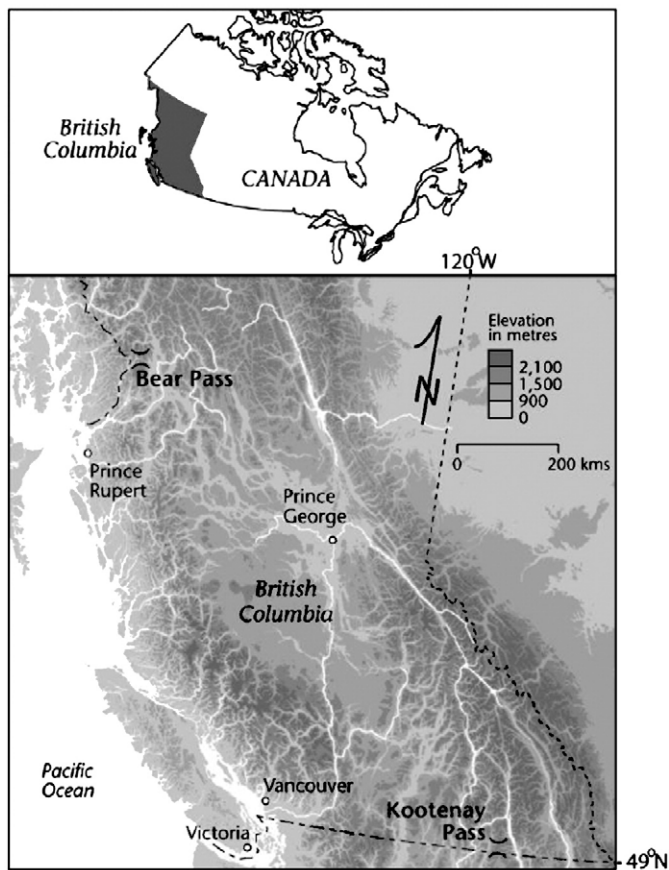 British
Columbia
CANADA
120°W
Elevation
in metres
2,100
1,500
900
0
N
0 200 kms
Bear Pass
Prince
Rupert
Prince
George
British
Columbia
Pacific
Ocean
Vancouver
Victoria
Kootenay
Pass
49°N